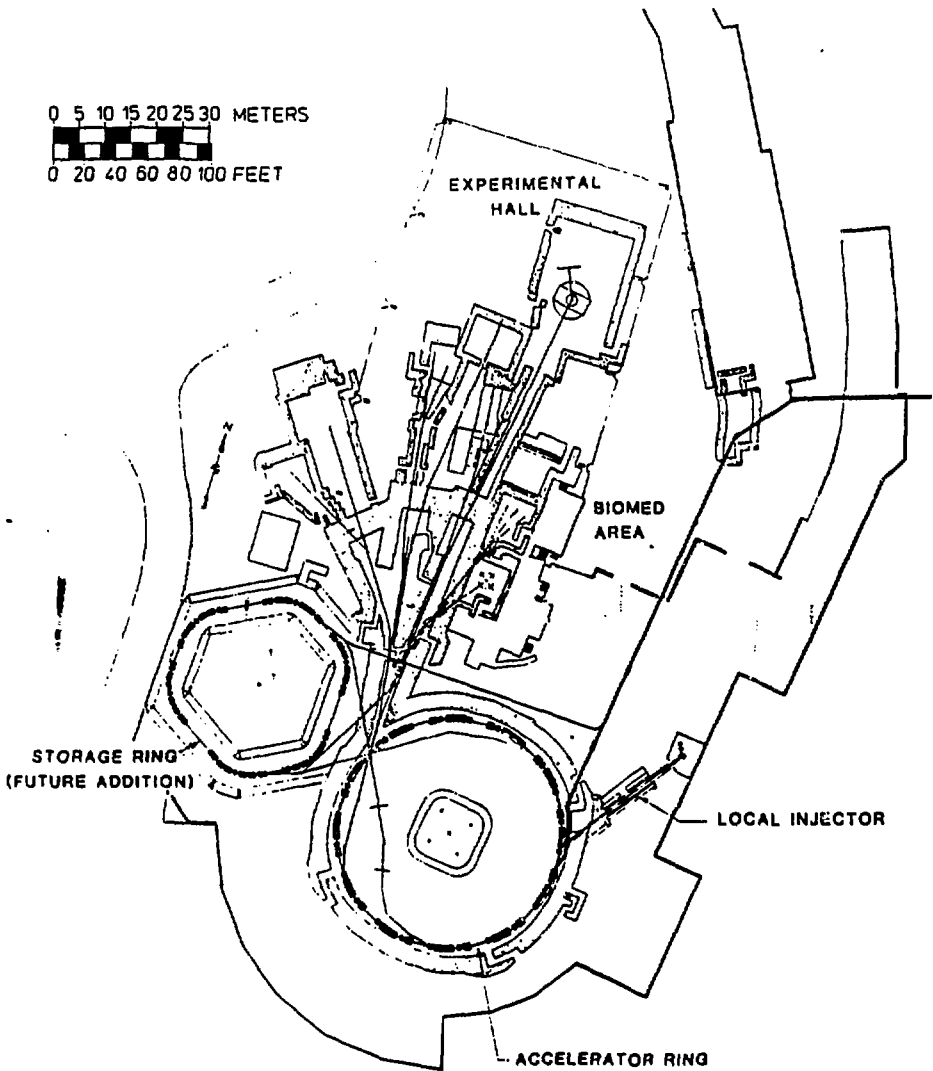 0 5 10 15 20 25 30 METERS
0 20 40 60 80 100 FEET
EXPERIMENTAL
HALL
N
BIOMED
AREA
STORAGE RING
(FUTURE ADDITION)
LOCAL INJECTOR
ACCELERATOR RING